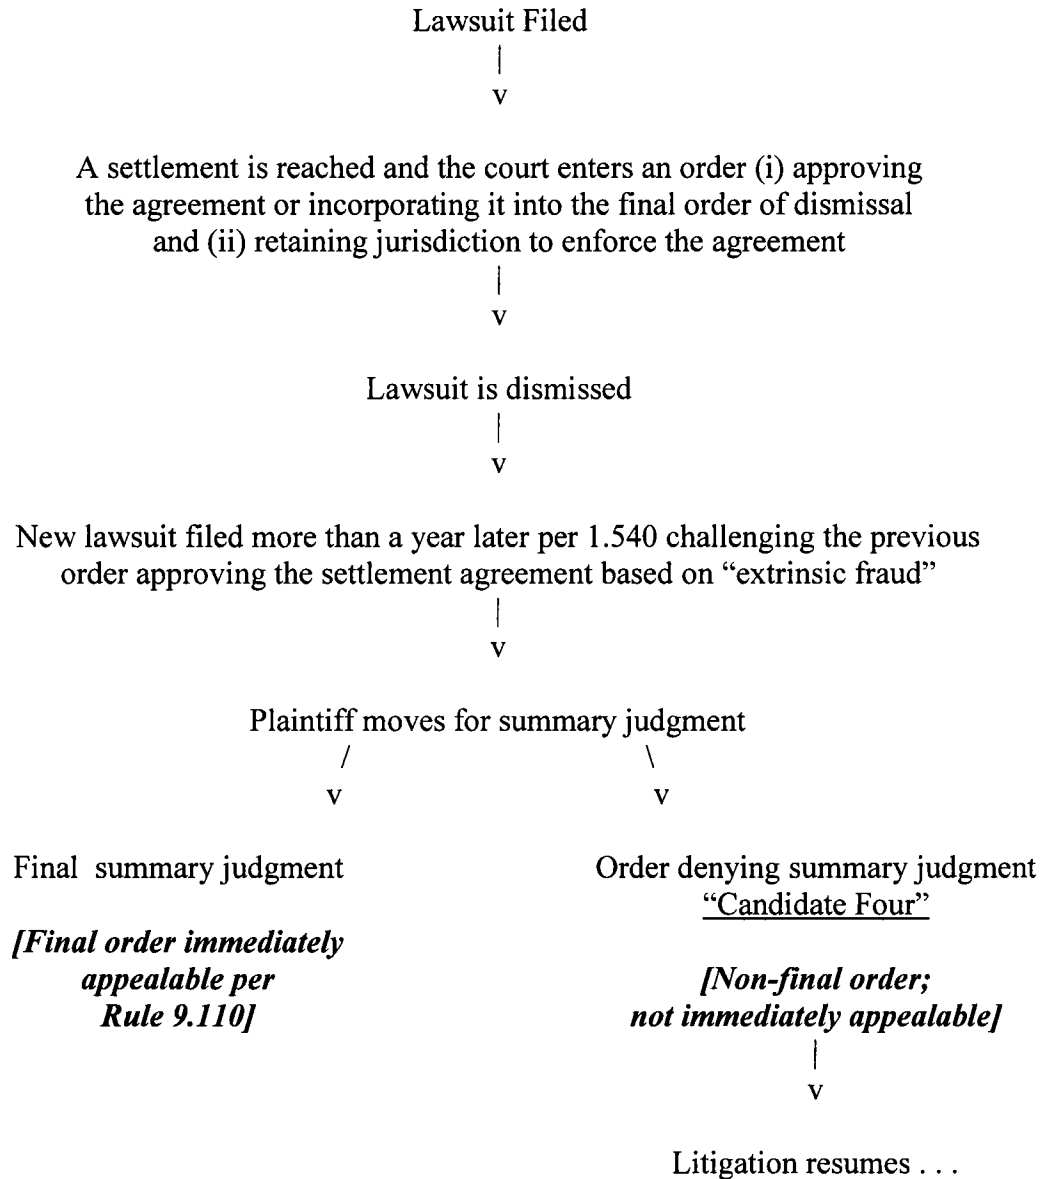 Lawsuit Filed
|
v
A settlement is reached and the court enters an order (i) approving
the agreement or incorporating it into the final order of dismissal
and (ii) retaining jurisdiction to enforce the agreement
|
v
Lawsuit is dismissed
|
v
New lawsuit filed more than a year later per 1.540 challenging the previous
order approving the settlement agreement based on “extrinsic fraud”
|
v
Plaintiff moves for summary judgment
/ \
v v
Final summary judgment
[Final order immediately
appealable per
Rule 9.110]
Order denying summary judgment
“Candidate Four”
[Non-final order;
not immediately appealable]
|
v
Litigation resumes . . .